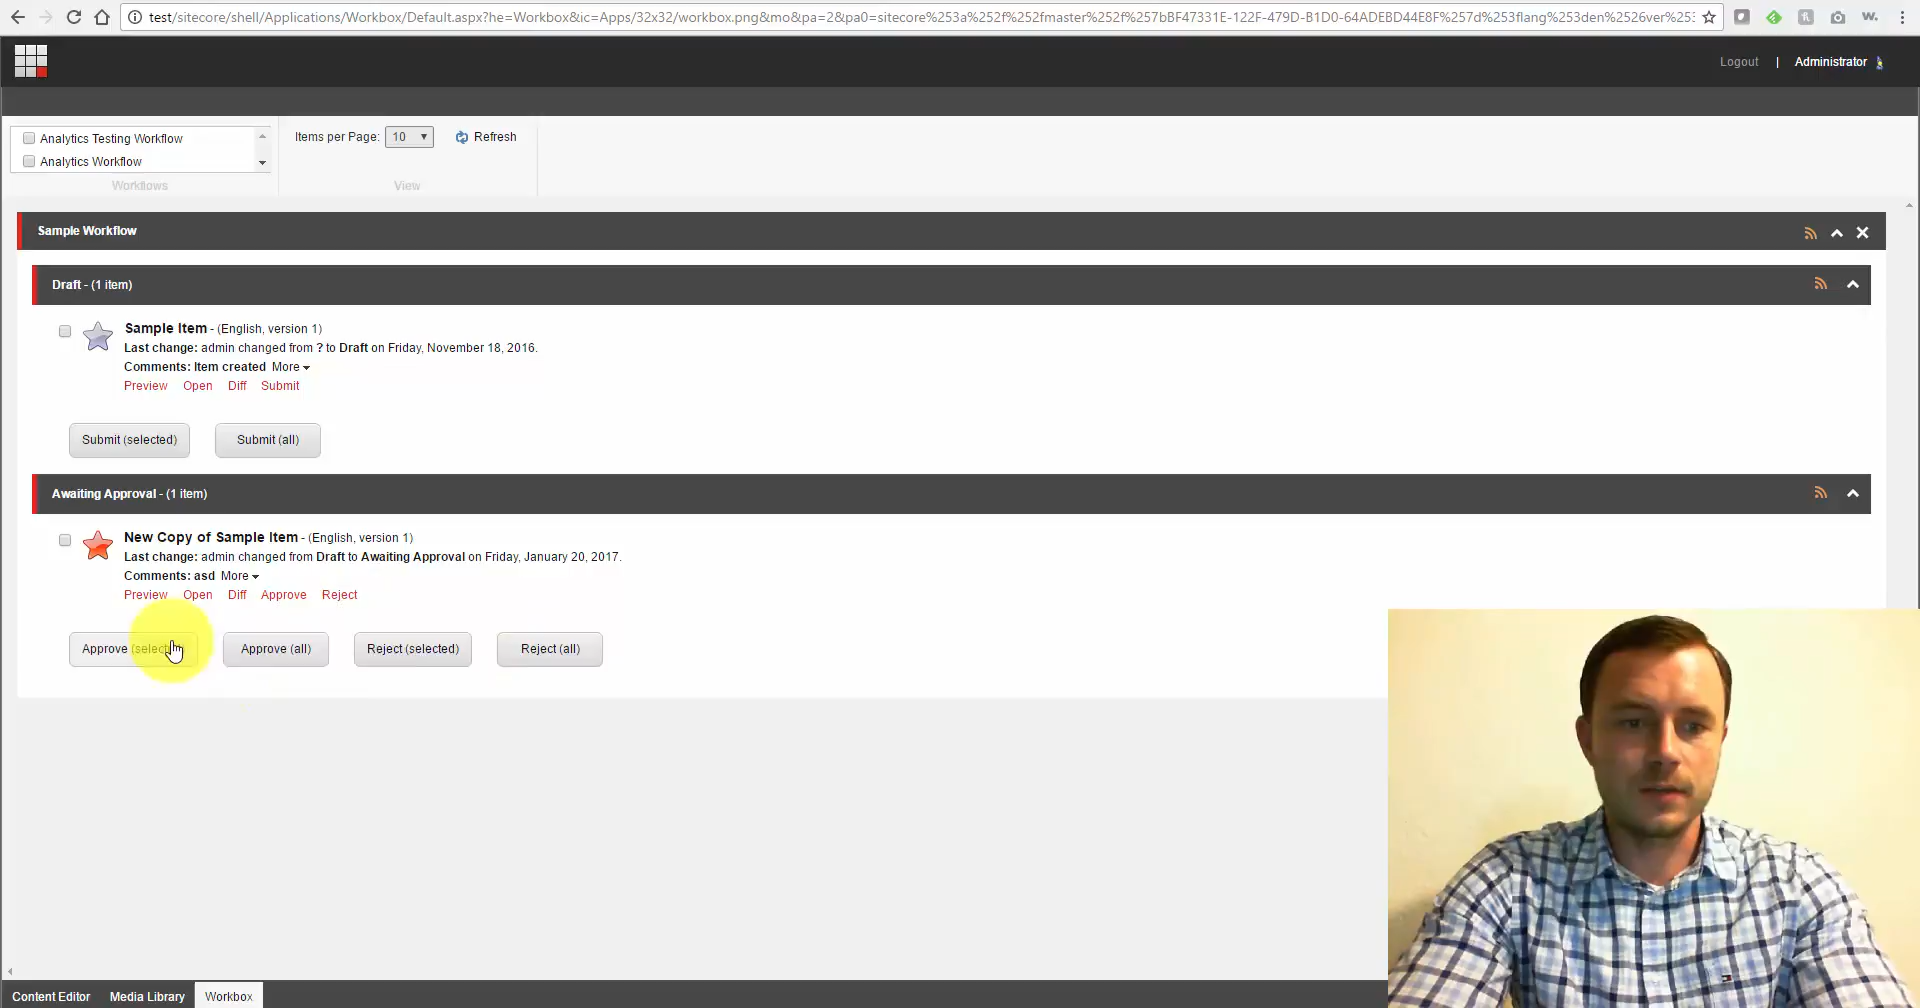 test/sitecore/shell/Applications/Workbox/Default.aspx?he=Workbox&ic=Apps/32x32/workbox.png&mo&pa=2&pa0=sitecore%253a%252f%252fmaster%252f%257bBF47331E-122F-479D-B1D0-64ADEBD44E8F%257d%253flang%253den%2526ver%253
Logout | Administrator
Analytics Testing Workflow
Items per Page: 10 Refresh
Analytics Workflow
Workflows View
Sample Workflow
Draft - (1 item)
Sample Item - (English, version 1)
Last change: admin changed from ? to Draft on Friday, November 18, 2016.
Comments: Item created More
Preview Open Diff Submit
Submit (selected) Submit (all)
Awaiting Approval - (1 item)
New Copy of Sample Item - (English, version 1)
Last change: admin changed from Draft to Awaiting Approval on Friday, January 20, 2017.
Comments: asd More
Preview Open Diff Approve Reject
Approve (selected) Approve (all) Reject (selected) Reject (all)
Content Editor Media Library Workbox